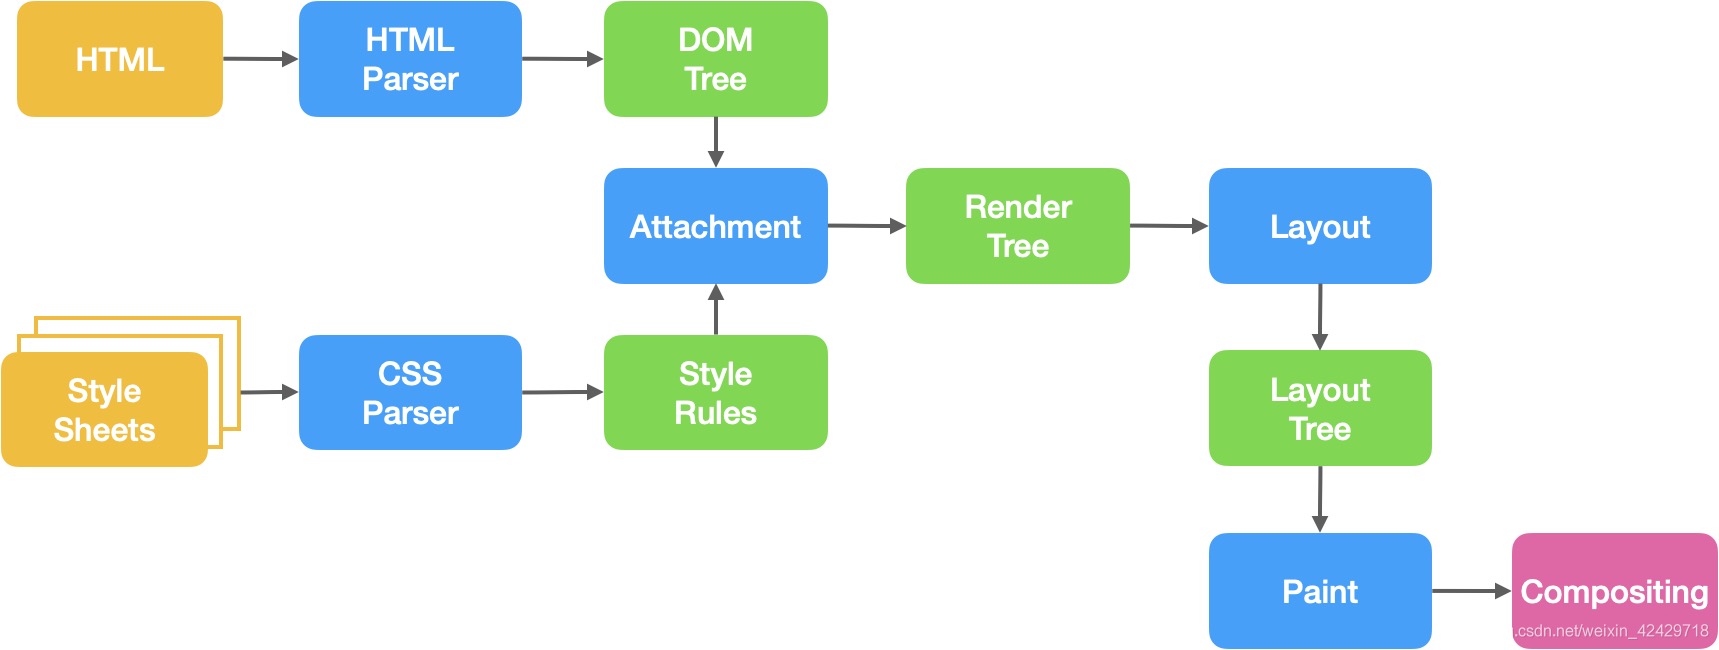 HTML
HTML
Parser
DOM
Tree
Attachment
Render
Tree
Layout
Style
Sheets
CSS
Parser
Style
Rules
Layout
Tree
Paint
Compositing
.csdn.net/weixin_42429718